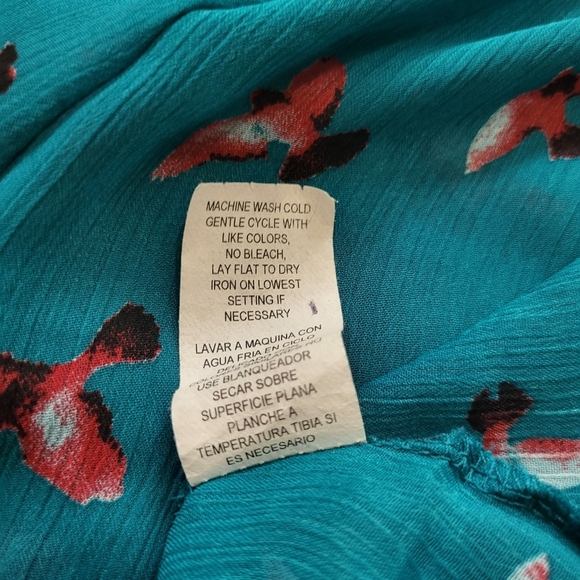 MACHINE WASH COLD
GENTLE CYCLE WITH
LIKE COLORS,
NO BLEACH,
LAY FLAT TO DRY
IRON ON LOWEST
SETTING IF
NECESSARY
LAVAR A MAQUINA CON
AGUA FRIA EN CICLO
NO
USE BLANQUEADOR
SECAR SOBRE
SUPERFICIE PLANA
PLANCHE A
TEMPERATURA TIBIA SI
ES NECESARIO